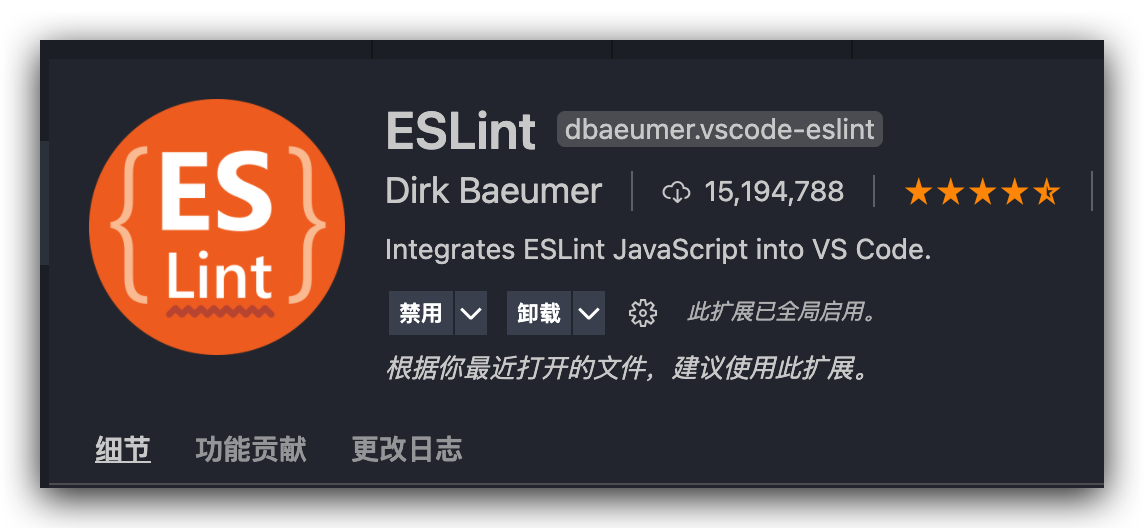 {ES
Lint}
ESLint dbaeumer.vscode-eslint
Dirk Baeumer 15,194,788
Integrates ESLint JavaScript into VS Code.
禁用 卸载 此扩展已全局启用。
根据你最近打开的文件，建议使用此扩展。
细节 功能贡献 更改日志